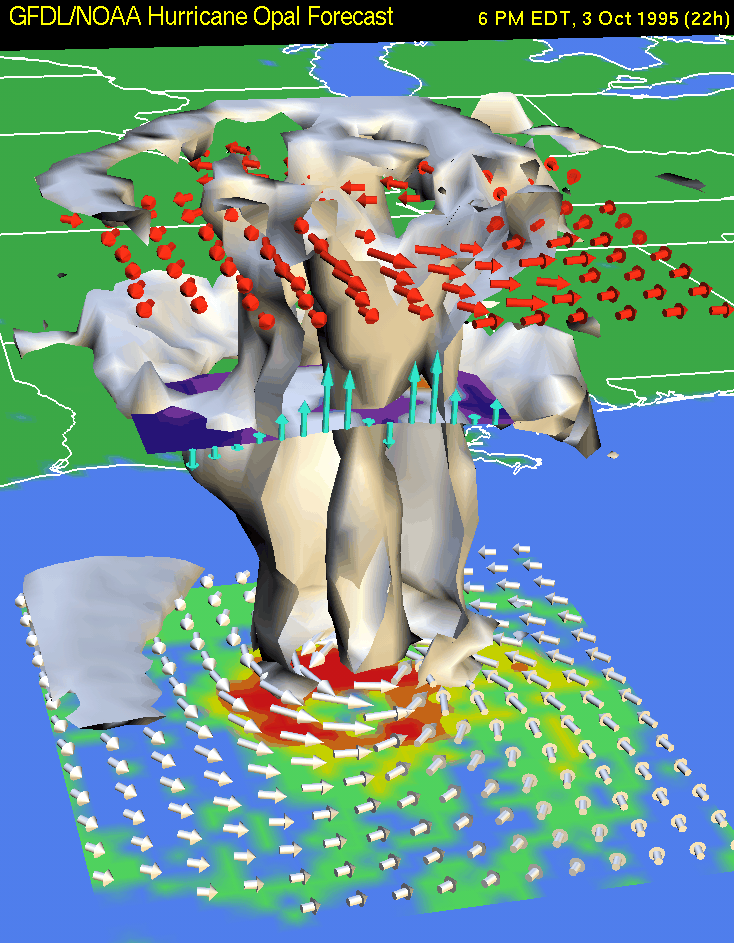 GFDL/NOAA Hurricane Opal Forecast
6 PM EDT, 3 Oct 1995 (22h)